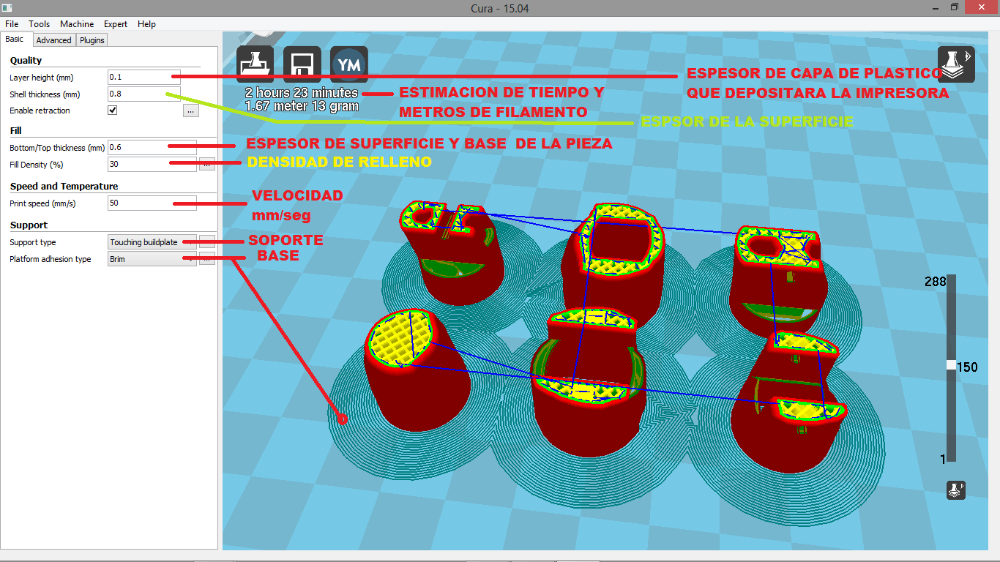 Cura - 15.04
File Tools Machine Expert Help
Basic Advanced Plugins
Quality
Layer height (mm) 0.1
Shell thickness (mm) 0.8
Enable retraction ...
Fill
Bottom/Top thickness (mm) 0.6
Fill Density (%) 30 ...
Speed and Temperature
Print speed (mm/s) 50
Support
Support type Touching buildplate
Platform adhesion type Brim ...
YM
2 hours 23 minutes
1.67 meter 13 gram
ESPESOR DE CAPA DE PLASTICO
QUE DEPOSITARA LA IMPRESORA
ESTIMACION DE TIEMPO Y
METROS DE FILAMENTO
ESPSOR DE LA SUPERFICIE
ESPESOR DE SUPERFICIE Y BASE DE LA PIEZA
DENSIDAD DE RELLENO
VELOCIDAD
mm/seg
SOPORTE
BASE
288
150
1